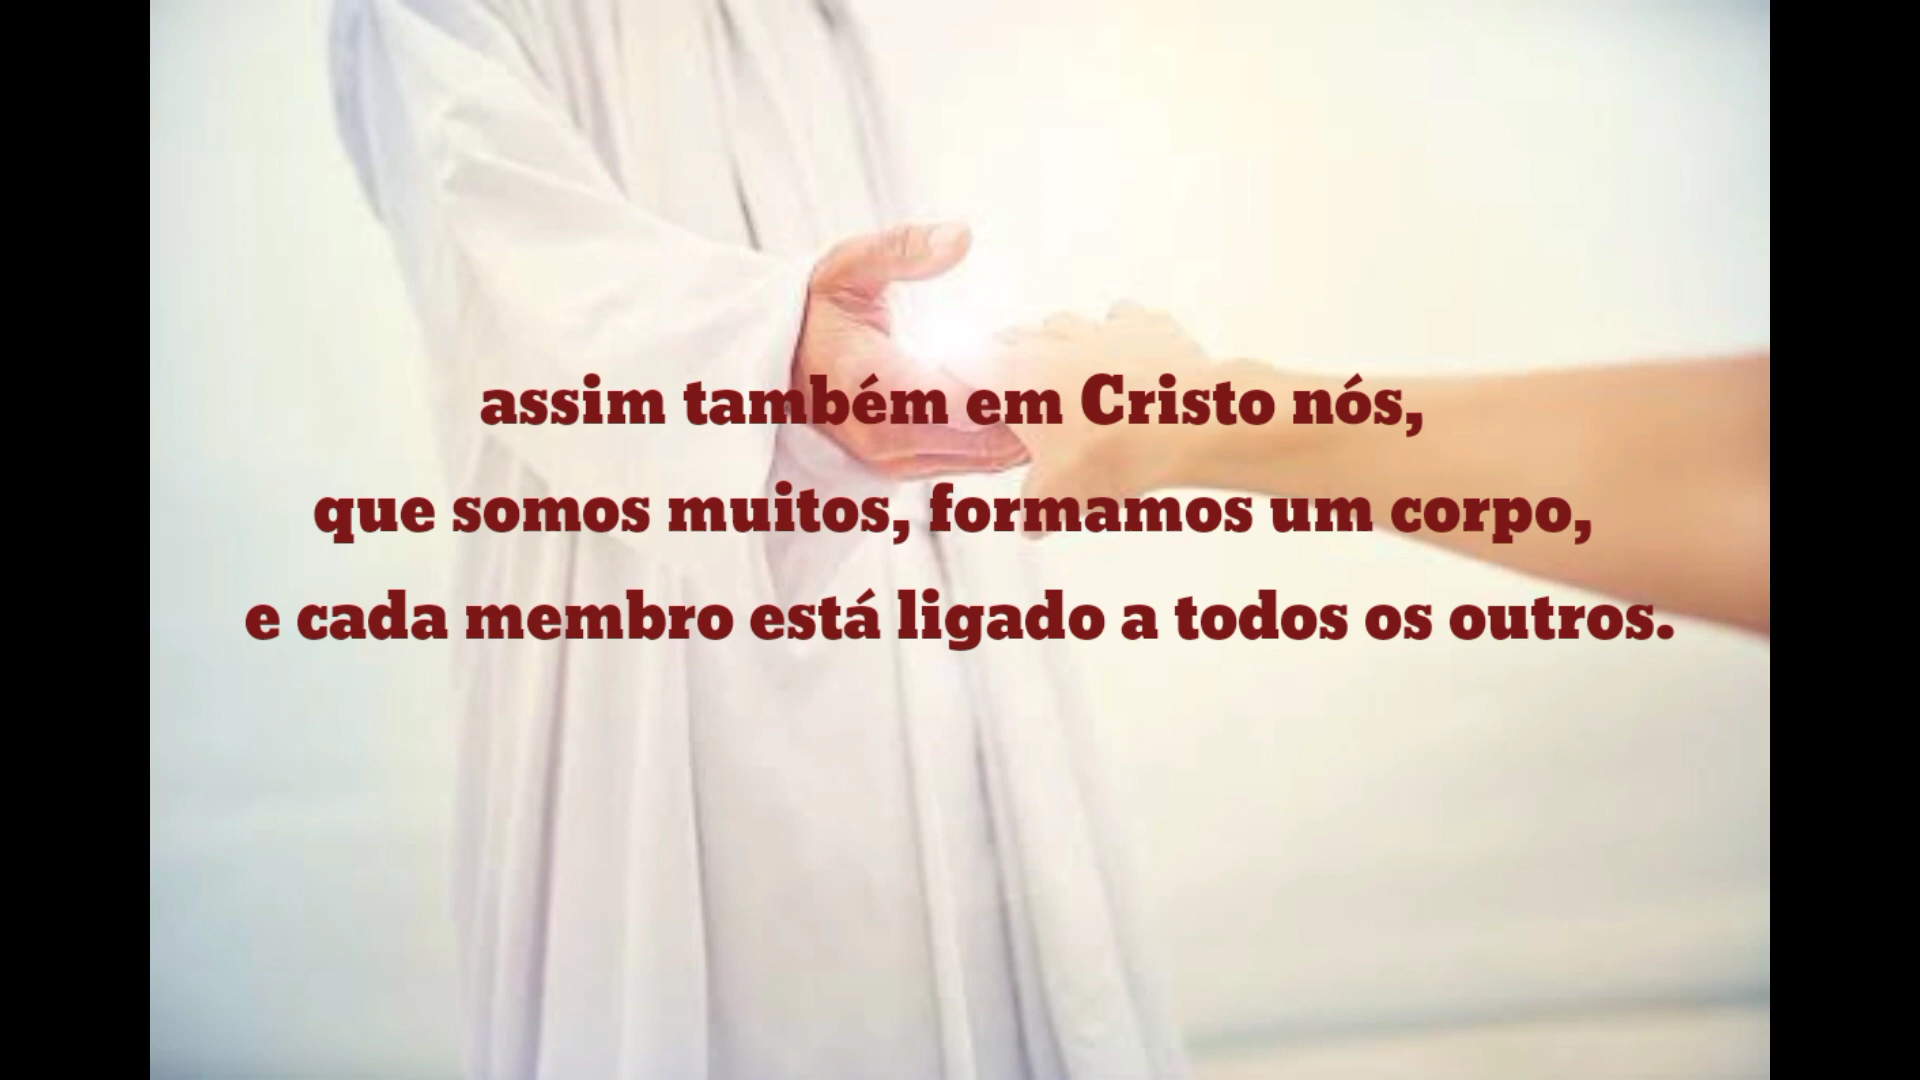 assim também em Cristo nós,
que somos muitos, formamos um corpo,
e cada membro está ligado a todos os outros.